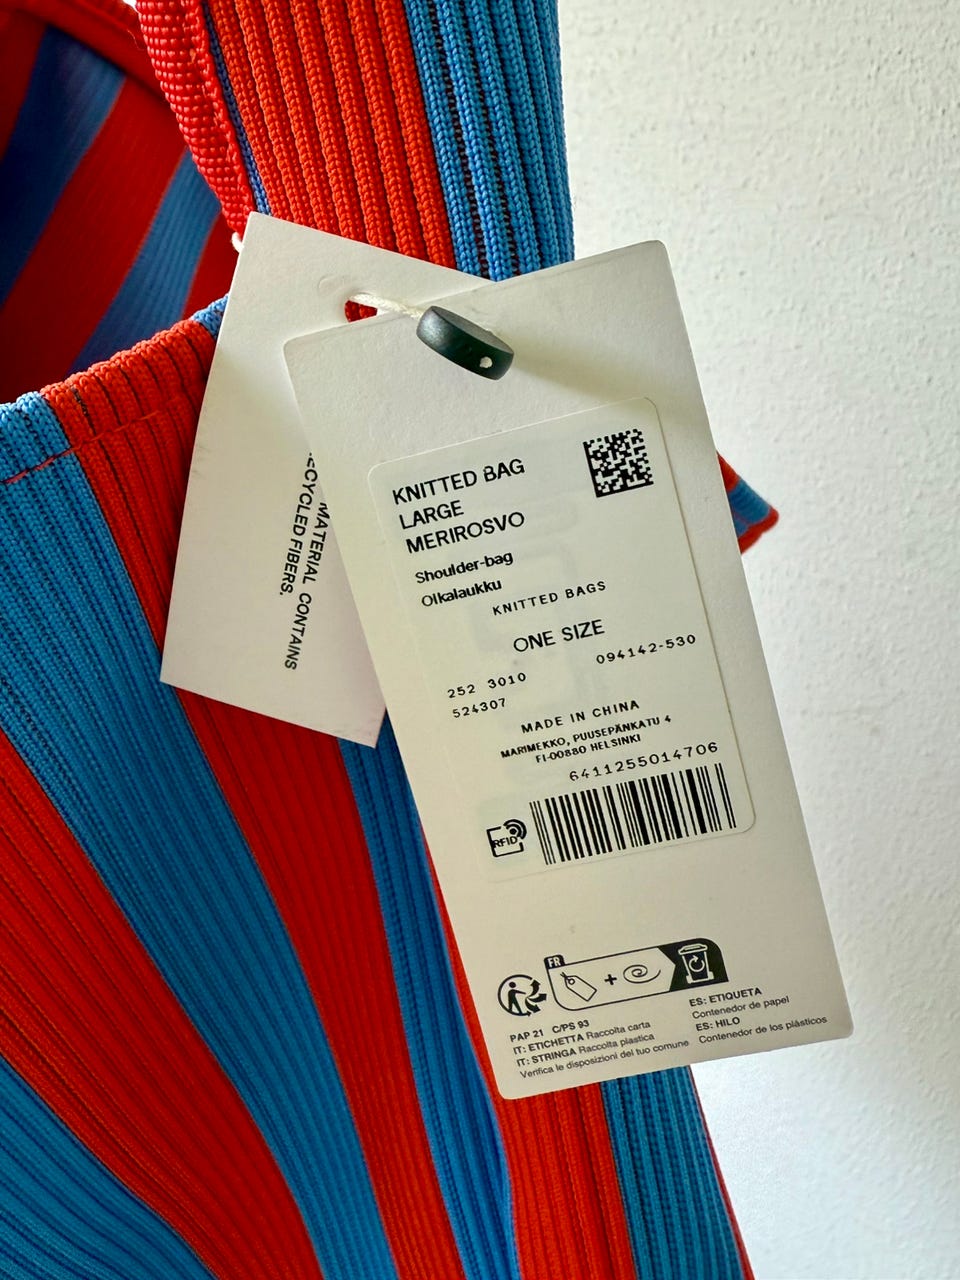 MATERIAL CONTAINS
CYCLED FIBERS.
KNITTED BAG
LARGE
MERIROSVO
Shoulder-bag
Olkalaukku
KNITTED BAGS
ONE SIZE
252 3010
094142-530
524307
MADE IN CHINA
MARIMEKKO, PUUSEPÄNKATU 4
FI-00880 HELSINKI
6411255014706
RFID
FR
PAP 21 C/PS 93
IT: ETICHETTA Raccolta carta
IT: STRINGA Raccolta plastica
Verifica le disposizioni del tuo comune
ES: ETIQUETA
Contenedor de papel
ES: HILO
Contenedor de los plásticos